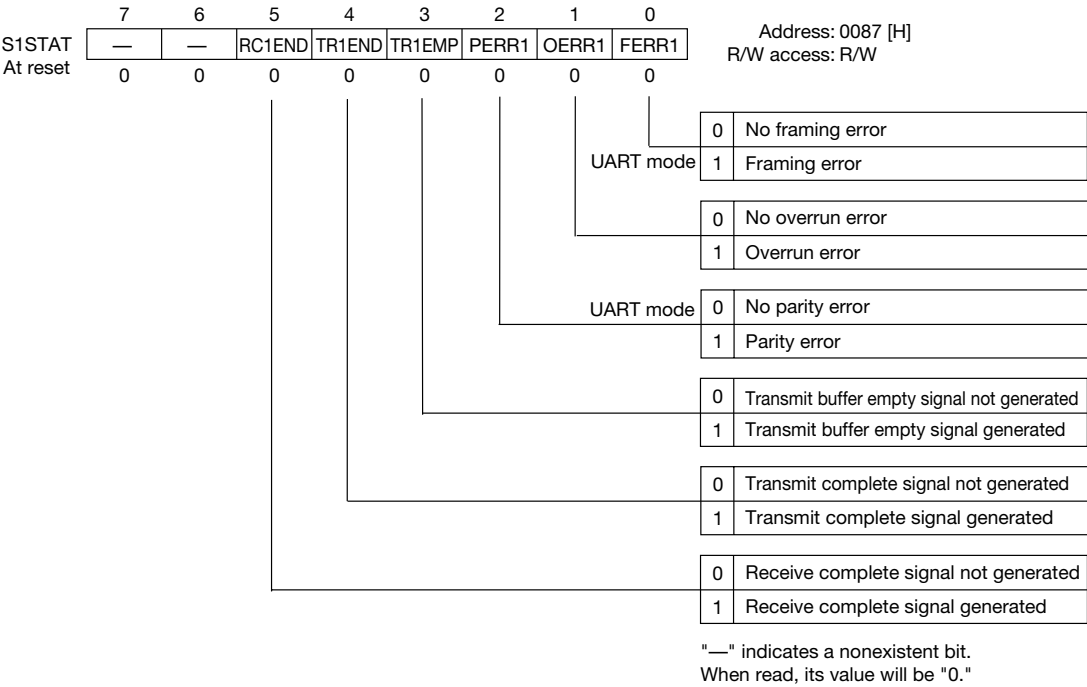 7 6 5 4 3 2 1 0
S1STAT — — RC1END TR1END TR1EMP PERR1 OERR1 FERR1
At reset 0 0 0 0 0 0 0 0
Address: 0087 [H]
R/W access: R/W
0 No framing error
UART mode 1 Framing error
0 No overrun error
1 Overrun error
UART mode 0 No parity error
1 Parity error
0 Transmit buffer empty signal not generated
1 Transmit buffer empty signal generated
0 Transmit complete signal not generated
1 Transmit complete signal generated
0 Receive complete signal not generated
1 Receive complete signal generated
"—" indicates a nonexistent bit.
When read, its value will be "0."